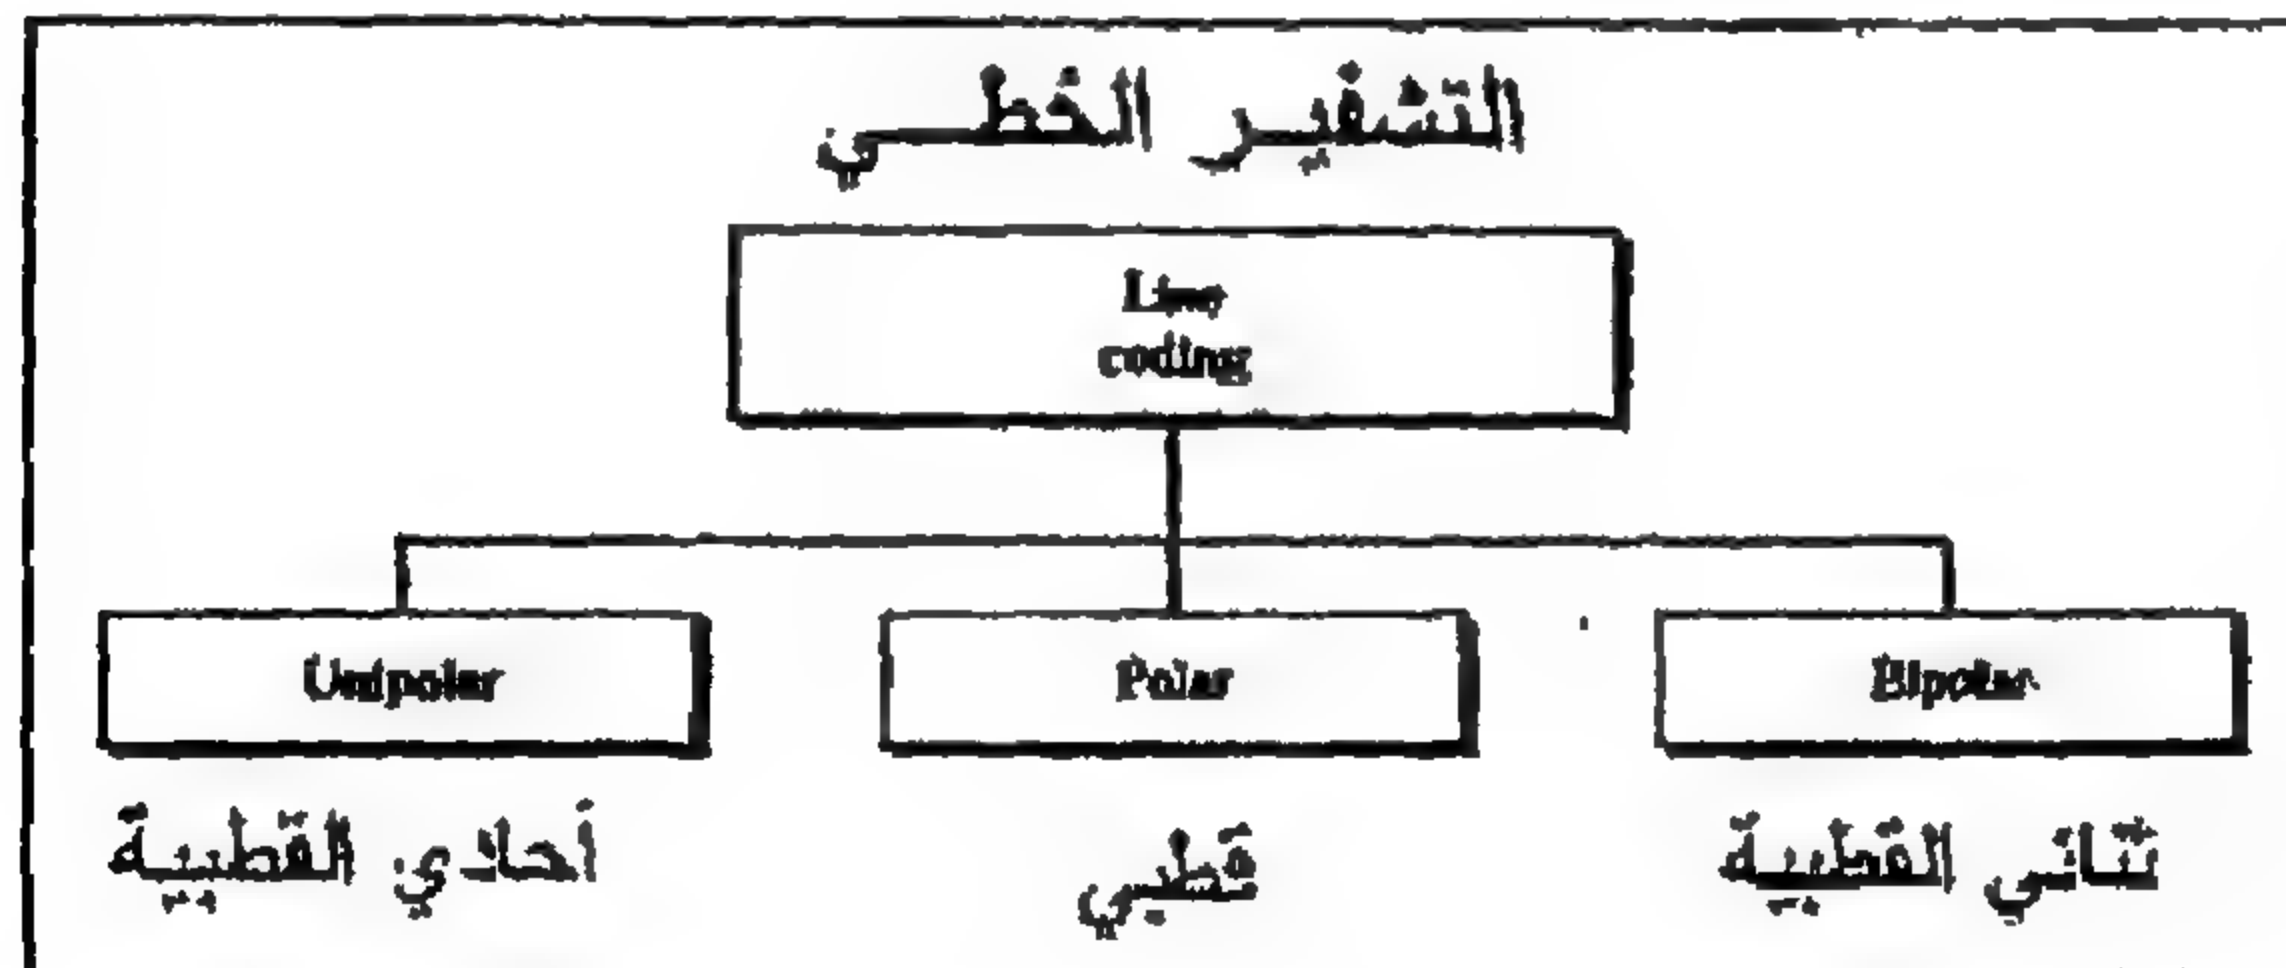 التشفير الخطي
Line
coding
Unipolar
Polar
Bipolar
أحادي القطبية
قطبي
ثنائي القطبية